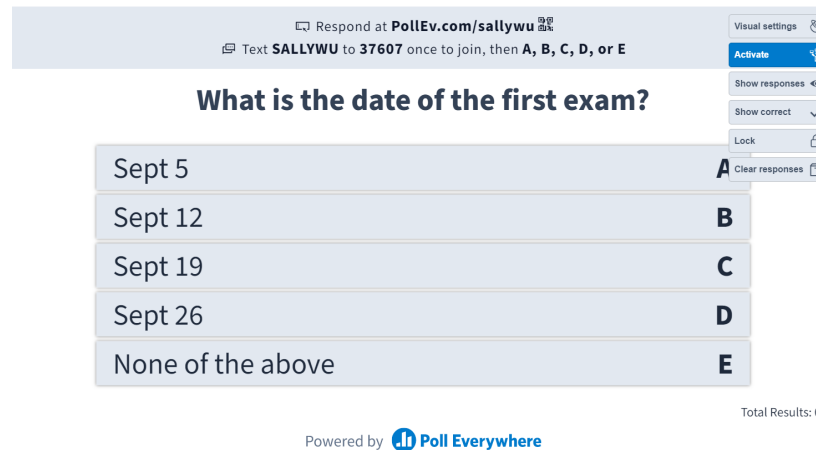 Respond at PollEv.com/sallywu
Text SALLYWU to 37607 once to join, then A, B, C, D, or E
Visual settings
Activate
Show responses
Show correct
Lock
Clear responses
What is the date of the first exam?
Sept 5 A
Sept 12 B
Sept 19 C
Sept 26 D
None of the above E
Total Results:
Powered by Poll Everywhere